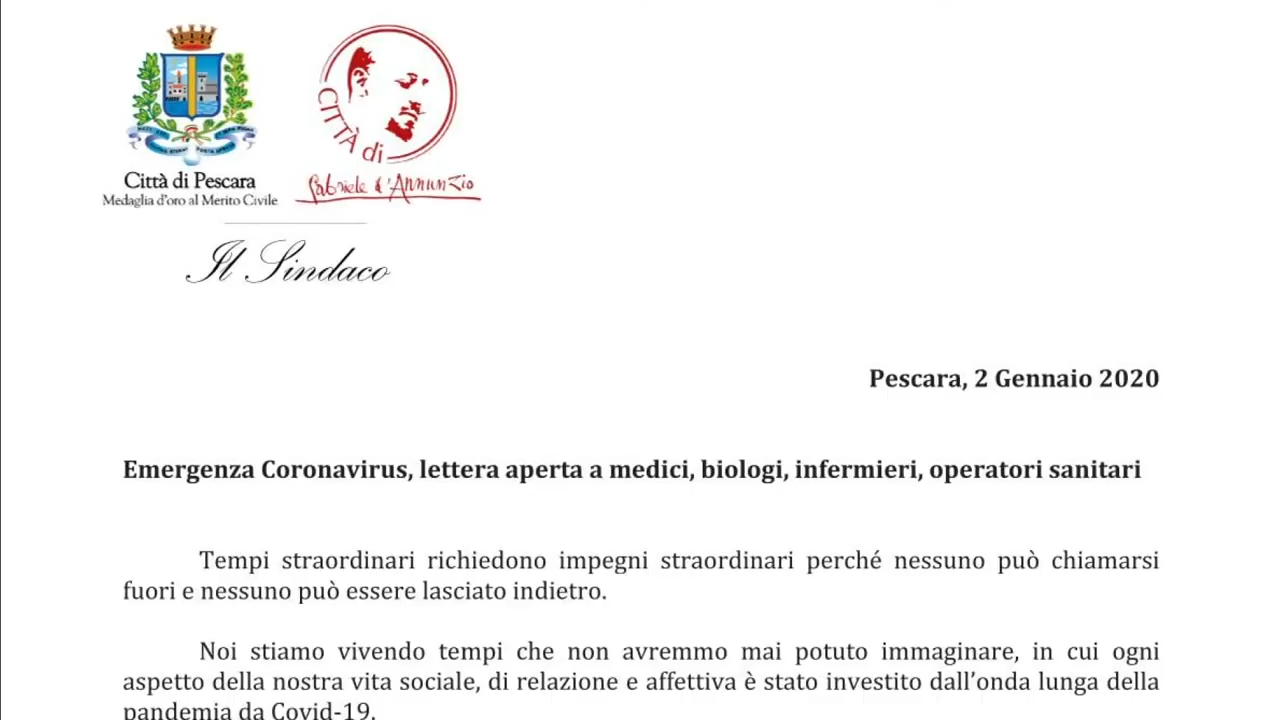 Città di Pescara
Medaglia d'oro al Merito Civile
CITTÀ di
Gabriele d'Annunzio
Il Sindaco
Pescara, 2 Gennaio 2020
Emergenza Coronavirus, lettera aperta a medici, biologi, infermieri, operatori sanitari
Tempi straordinari richiedono impegni straordinari perché nessuno può chiamarsi
fuori e nessuno può essere lasciato indietro.
Noi stiamo vivendo tempi che non avremmo mai potuto immaginare, in cui ogni
aspetto della nostra vita sociale, di relazione e affettiva è stato investito dall’onda lunga della
pandemia da Covid-19.